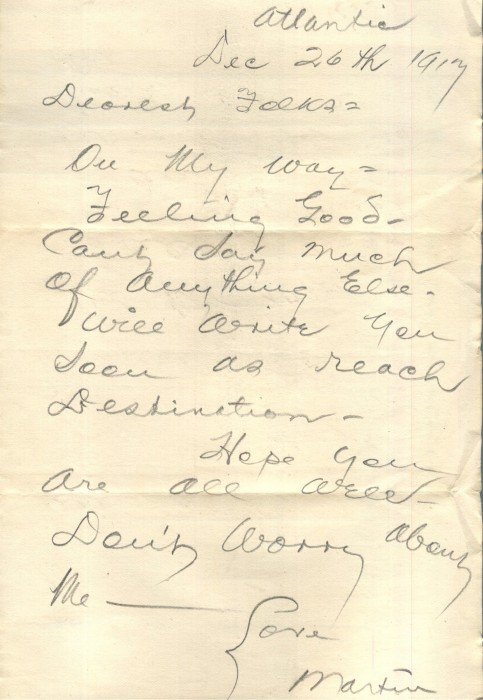 Atlantic
Dec 26th 1917
Dearest Folks=
On My way=
Feeling Good-
Cant Say Much
Of Anything Else.
Will Write You
Soon as reach
Destination-
Hope You
Are All Well-
Don't Worry About
Me —
Love
Martin